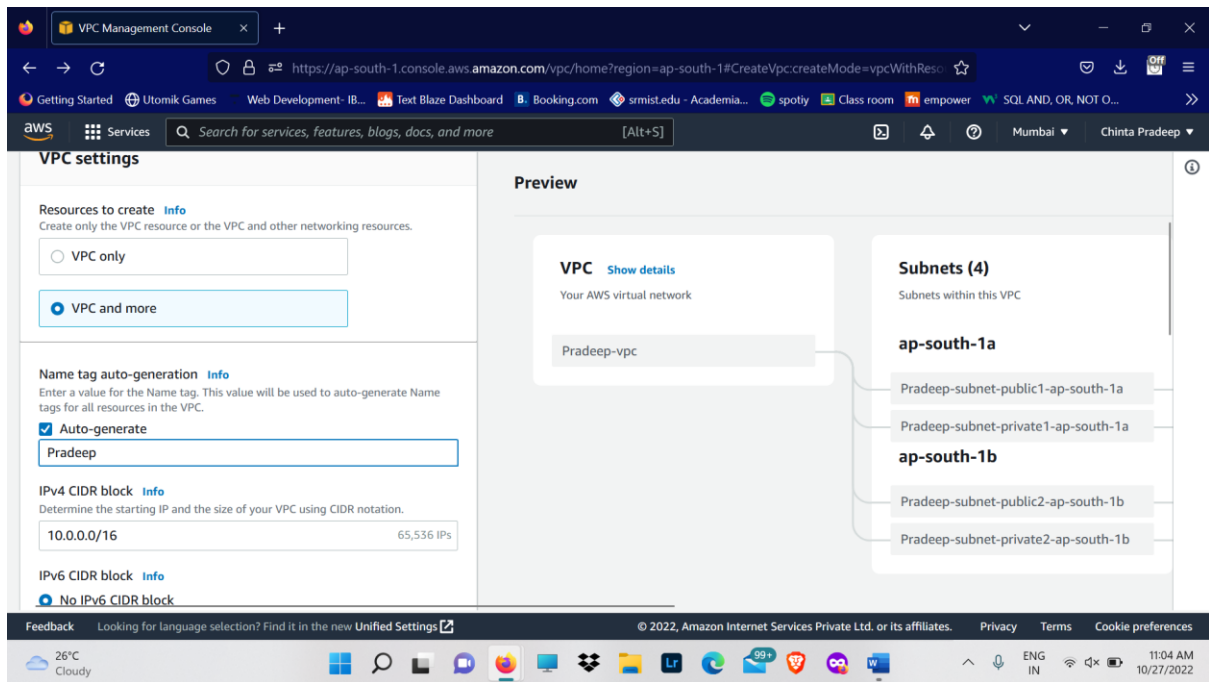 VPC Management Console
https://ap-south-1.console.aws.amazon.com/vpc/home?region=ap-south-1#CreateVpc:createMode=vpcWithReso
Off
Getting Started Utomik Games Web Development- IB... Text Blaze Dashboard B. Booking.com srmist.edu - Academia... spotiy Class room m empower SQL AND, OR, NOT O...
aws Services Search for services, features, blogs, docs, and more [Alt+S] Mumbai Chinta Pradeep
VPC settings
Resources to create Info
Create only the VPC resource or the VPC and other networking resources.
VPC only
VPC and more
Name tag auto-generation Info
Enter a value for the Name tag. This value will be used to auto-generate Name
tags for all resources in the VPC.
Auto-generate
Pradeep
IPv4 CIDR block Info
Determine the starting IP and the size of your VPC using CIDR notation.
10.0.0.0/16 65,536 IPs
IPv6 CIDR block Info
No IPv6 CIDR block
Preview
VPC Show details
Your AWS virtual network
Pradeep-vpc
Subnets (4)
Subnets within this VPC
ap-south-1a
Pradeep-subnet-public1-ap-south-1a
Pradeep-subnet-private1-ap-south-1a
ap-south-1b
Pradeep-subnet-public2-ap-south-1b
Pradeep-subnet-private2-ap-south-1b
Feedback Looking for language selection? Find it in the new Unified Settings © 2022, Amazon Internet Services Private Ltd. or its affiliates. Privacy Terms Cookie preferences
26°C
Cloudy
Lr
99+
ENG
IN
11:04 AM
10/27/2022